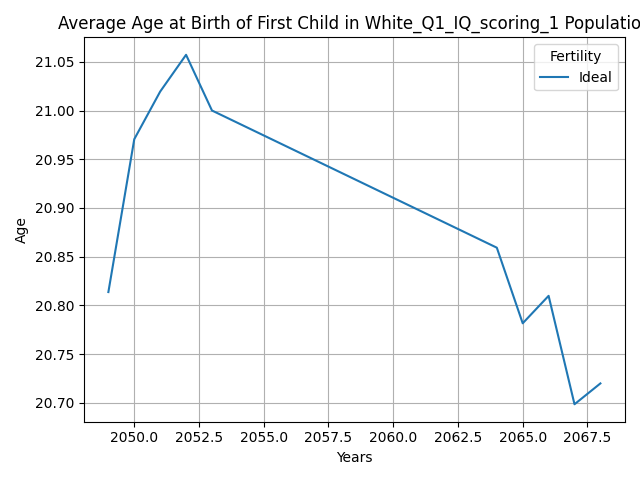 Average Age at Birth of First Child in White_Q1_IQ_scoring_1 Populatio
Fertility
Ideal
21.05
21.00
20.95
20.90
20.85
20.80
20.75
20.70
Age
2050.0 2052.5 2055.0 2057.5 2060.0 2062.5 2065.0 2067.5
Years